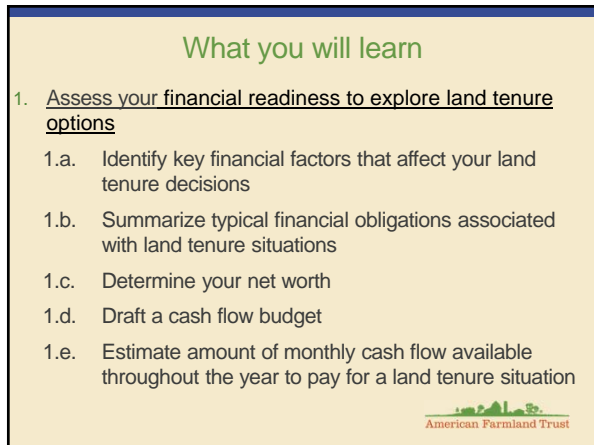 What you will learn
1. Assess your financial readiness to explore land tenure
options
1.a. Identify key financial factors that affect your land
tenure decisions
1.b. Summarize typical financial obligations associated
with land tenure situations
1.c. Determine your net worth
1.d. Draft a cash flow budget
1.e. Estimate amount of monthly cash flow available
throughout the year to pay for a land tenure situation
American Farmland Trust